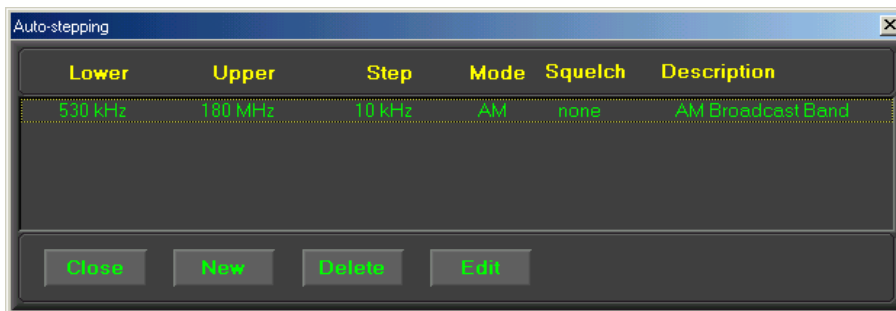 Auto-stepping
Lower Upper Step Mode Squelch Description
530 kHz 180 MHz 10 kHz AM none AM Broadcast Band
Close New Delete Edit